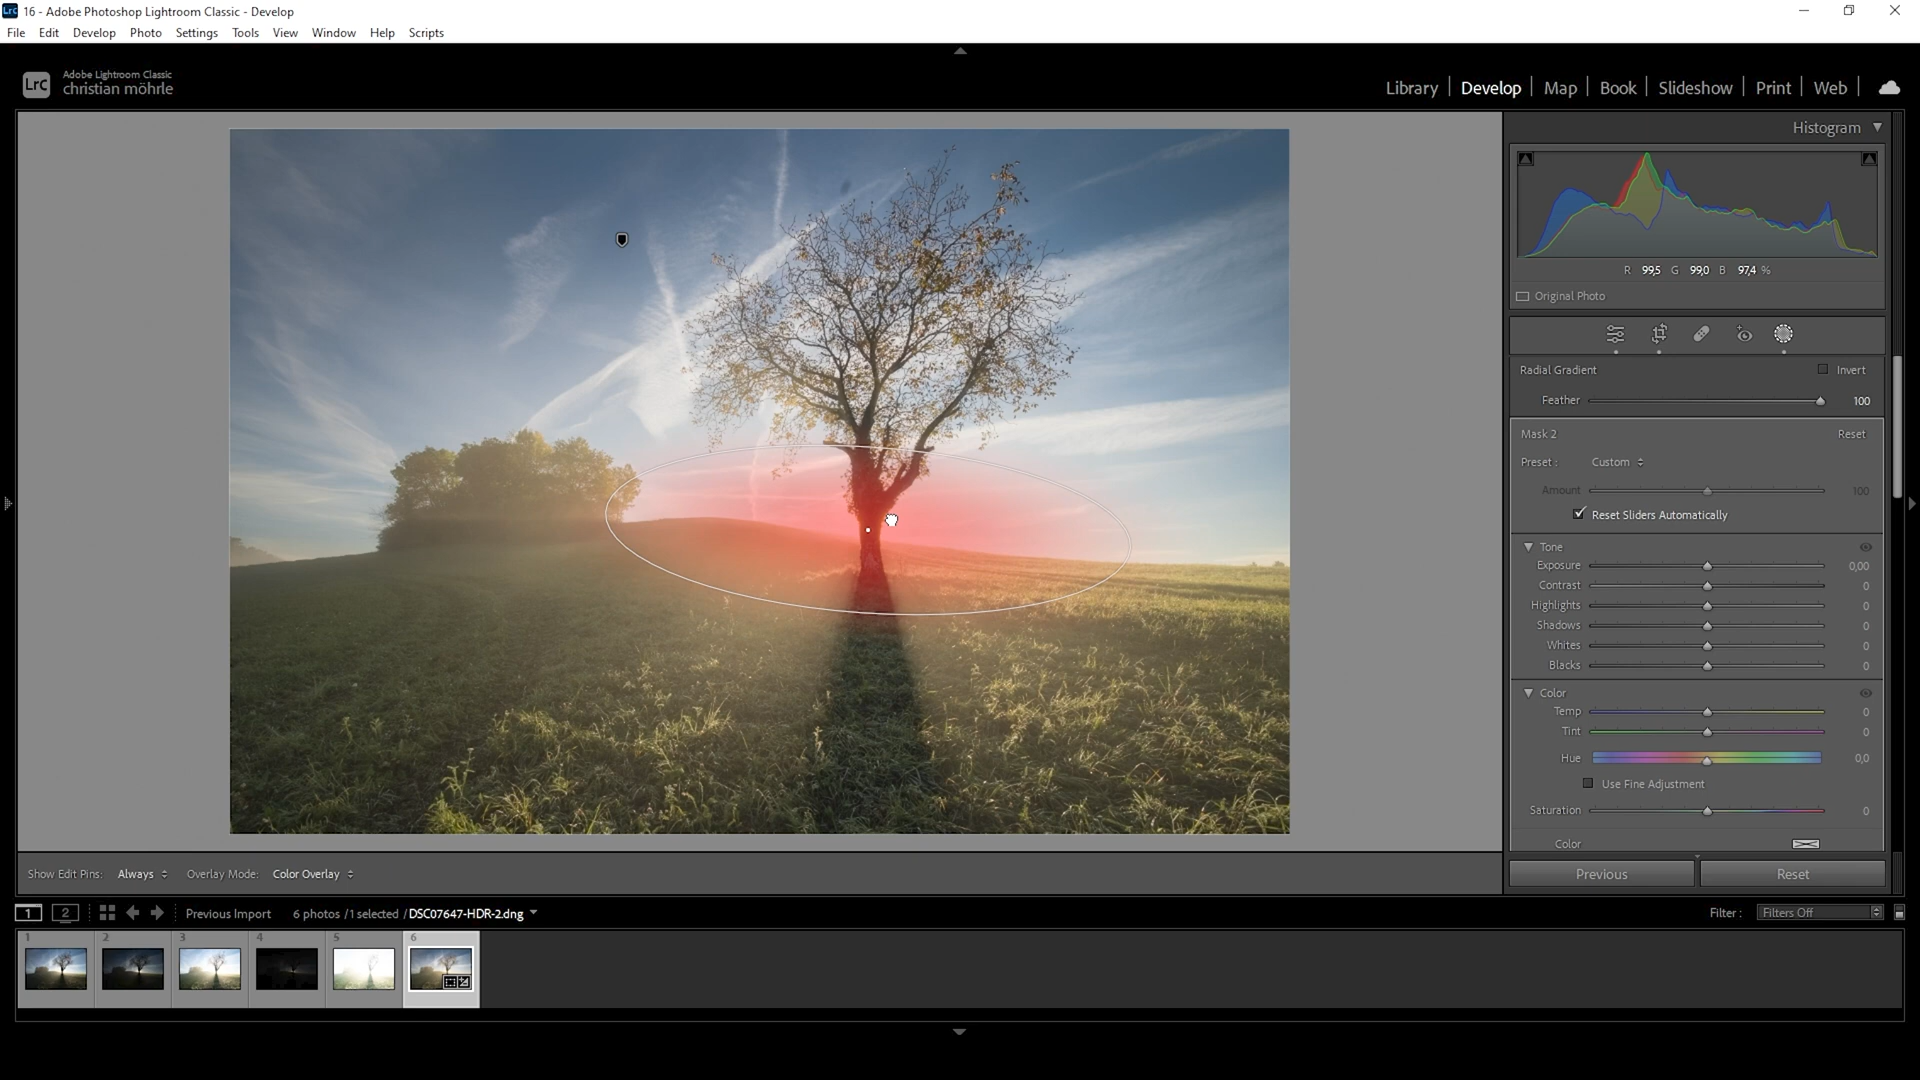 Lrc 16 - Adobe Photoshop Lightroom Classic - Develop
File Edit Develop Photo Settings Tools View Window Help Scripts
Lrc Adobe Lightroom Classic
christian möhrle
Library Develop Map Book Slideshow Print Web
Histogram
R 99,5 G 99,0 B 97,4 %
Original Photo
Radial Gradient Invert
Feather 100
Mask 2 Reset
Preset : Custom
Amount 100
Reset Sliders Automatically
Tone
Exposure 0,00
Contrast 0
Highlights 0
Shadows 0
Whites 0
Blacks 0
Color
Temp 0
Tint 0
Hue 0,0
Use Fine Adjustment
Saturation 0
Color
Show Edit Pins: Always Overlay Mode: Color Overlay
Previous Reset
1 2 Previous Import 6 photos / 1 selected / DSC07647-HDR-2.dng Filter : Filters Off
1 2 3 4 5 6